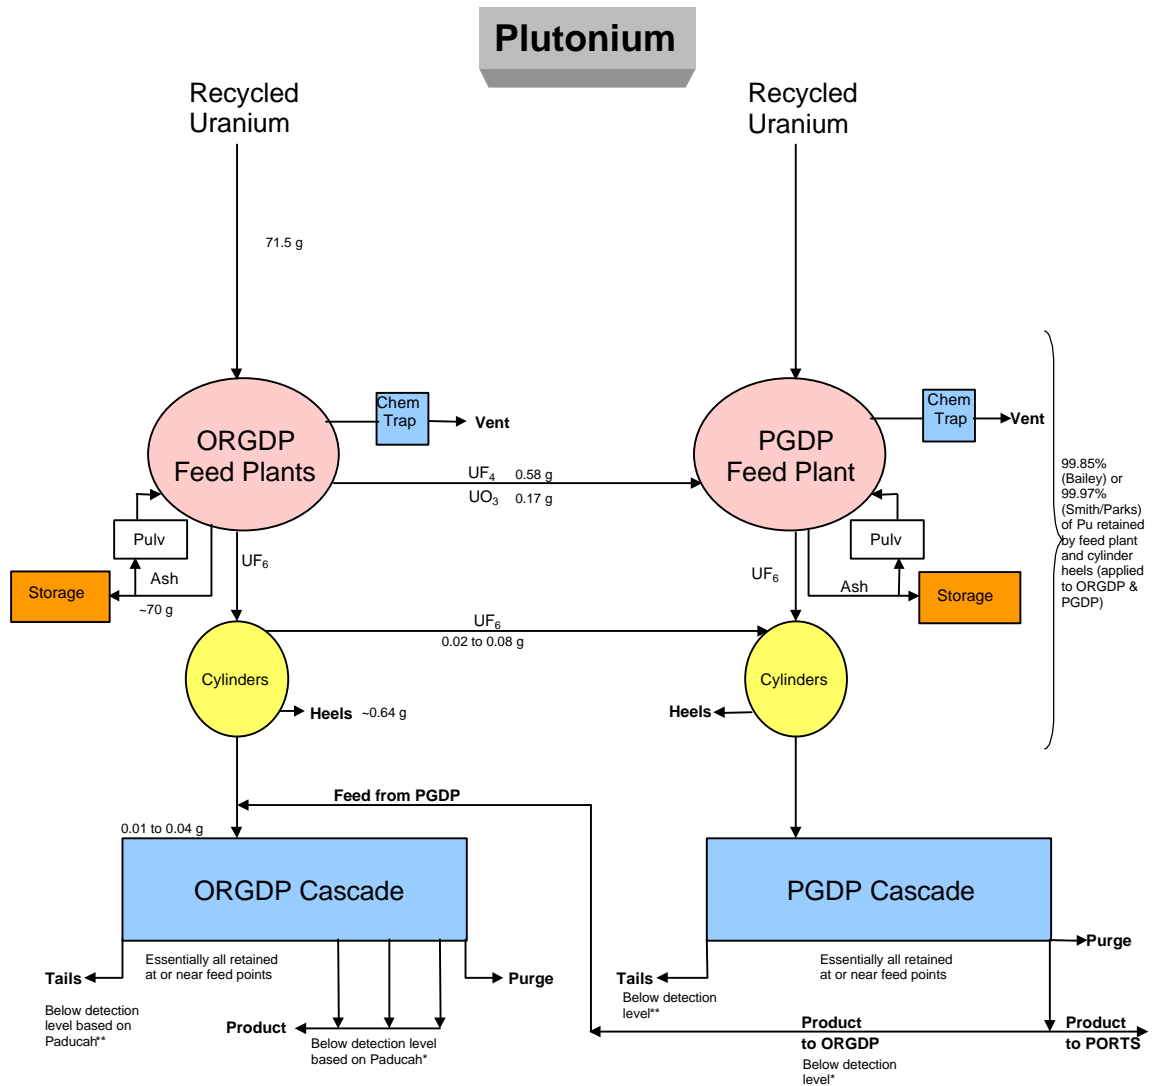 Plutonium
Recycled
Uranium
Recycled
Uranium
71.5 g
Chem
Trap
Vent
Chem
Trap
Vent
ORGDP
Feed Plants
PGDP
Feed Plant
UF₄ 0.58 g
UO₃ 0.17 g
99.85%
(Bailey) or
99.97%
(Smith/Parks)
of Pu retained
by feed plant
and cylinder
heels (applied
to ORGDP &
PGDP)
Pulv
Pulv
UF₆
UF₆
Ash
Ash
Storage
Storage
~70 g
UF₆
0.02 to 0.08 g
Cylinders
Cylinders
Heels ~0.64 g
Heels
Feed from PGDP
0.01 to 0.04 g
ORGDP Cascade
PGDP Cascade
Purge
Essentially all retained
at or near feed points
Essentially all retained
at or near feed points
Tails
Purge
Tails
Below detection
level based on
Paducah**
Below detection
level**
Product
Below detection level
based on Paducah*
Product
to ORGDP
Product
to PORTS
Below detection
level*